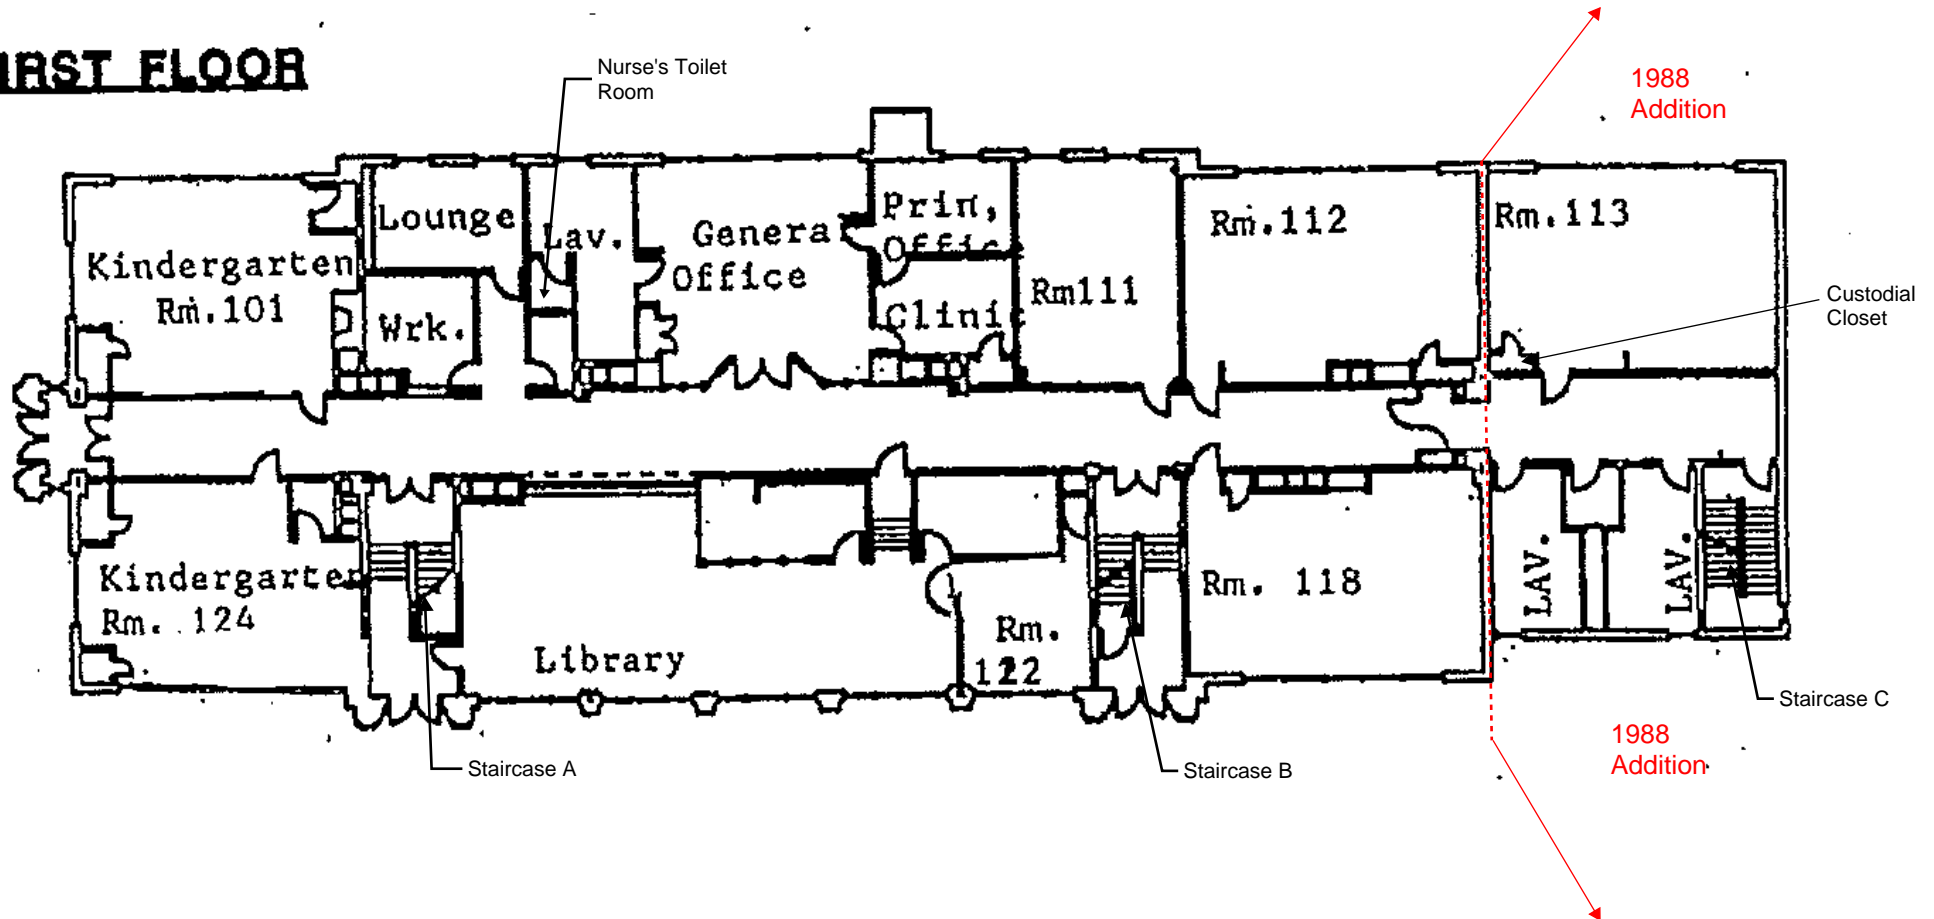 IRST FLOOR
Nurse's Toilet
Room
1988
Addition
Lounge
Lav.
General
Office
Prin,
Offic
Clinic
Rm111
Rm.112
Rm.113
Kindergarten
Rm.101
Wrk.
Custodial
Closet
Kindergarten
Rm. 124
Library
Rm.
122
Rm. 118
LAV.
LAV.
Staircase A
Staircase B
Staircase C
1988
Addition